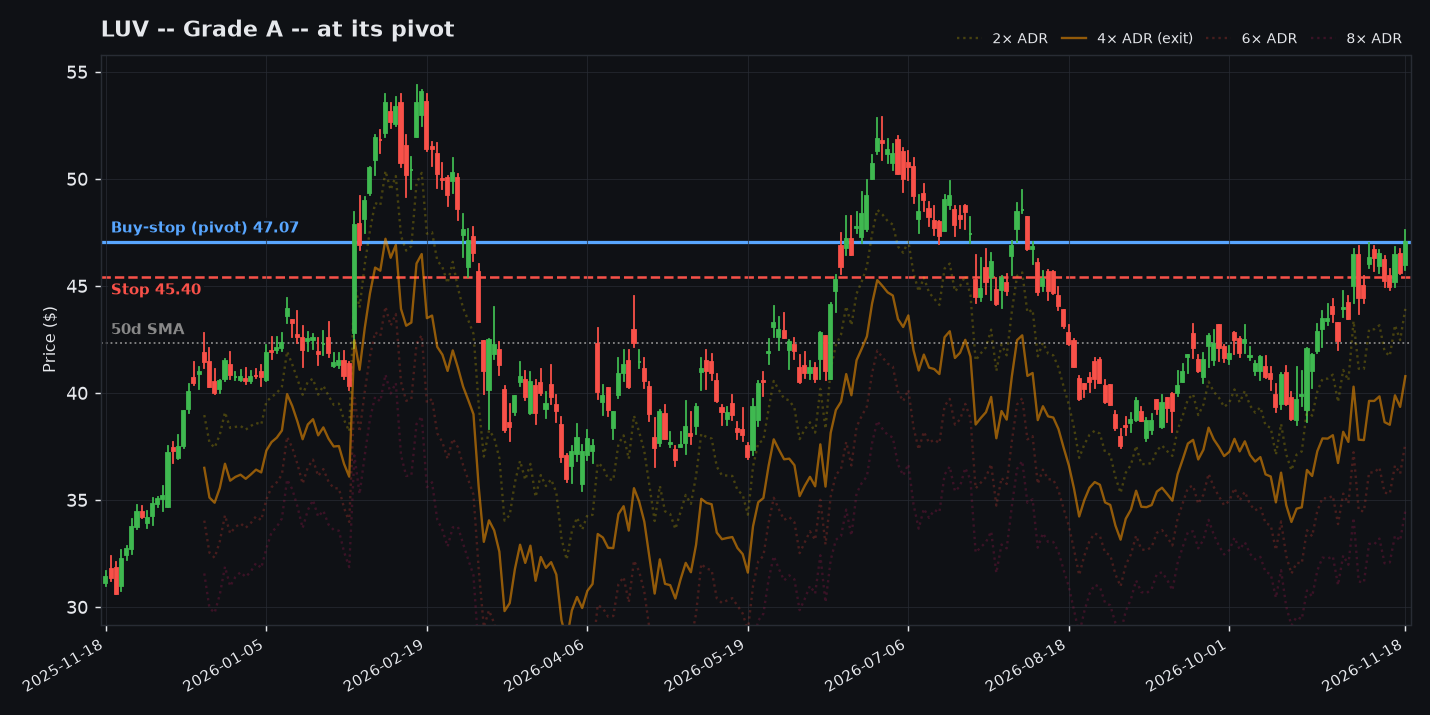 LUV -- Grade A -- at its pivot
2× ADR
4× ADR (exit)
6× ADR
8× ADR
55
50
45
40
35
30
Price ($)
Buy-stop (pivot) 47.07
Stop 45.40
50d SMA
2025-11-18
2026-01-05
2026-02-19
2026-04-06
2026-05-19
2026-07-06
2026-08-18
2026-10-01
2026-11-18